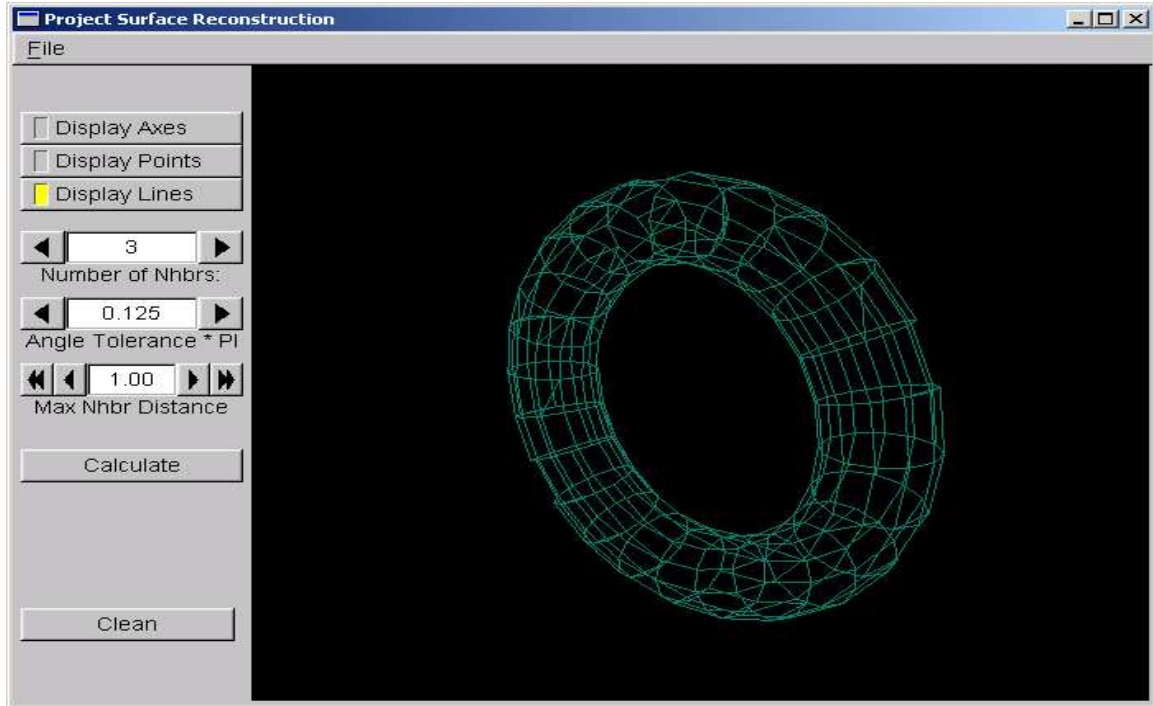 Project Surface Reconstruction
File
Display Axes
Display Points
Display Lines
3
Number of Nhbrs:
0.125
Angle Tolerance * PI
1.00
Max Nhbr Distance
Calculate
Clean